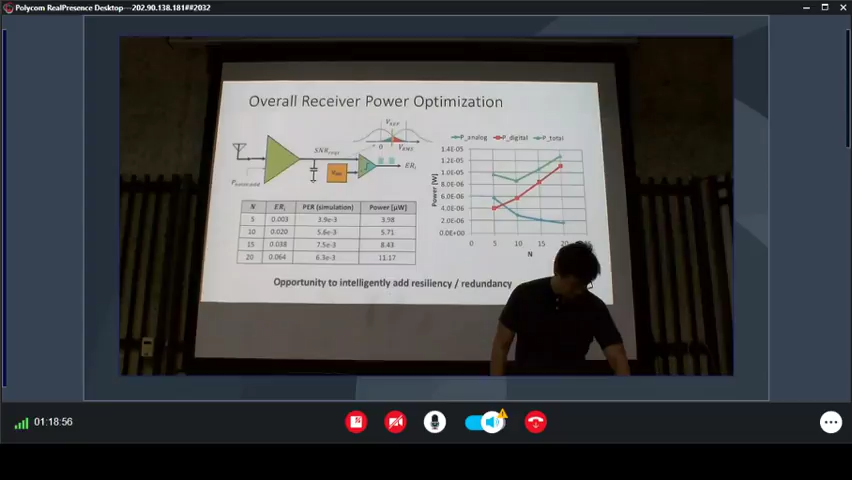 Polycom RealPresence Desktop-202.90.138.181##2032
Overall Receiver Power Optimization
0
ER
P_analog P_digital P_total
1.4E-05
1.2E-05
1.0E-05
8.0E-06
6.0E-06
4.0E-06
2.0E-06
0.0E+00
Power [W]
0 5 10 15 20
N
N ERi PER (simulation) Power [µW]
5 0.003 3.9e-3 3.98
10 0.020 5.6e-3 5.71
15 0.038 7.5e-3 8.43
20 0.064 6.3e-3 11.17
Opportunity to intelligently add resiliency / redundancy
01:18:56